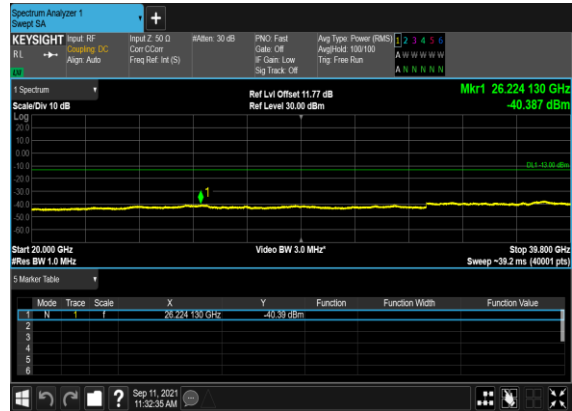 Spectrum Analyzer 1
Swept SA
+
KEYSIGHT Input: RF Input Z: 50 Ω #Atten: 30 dB PNO: Fast Avg Type: Power (RMS) 1 2 3 4 5 6
RL Coupling: DC Corr CCorr Gate: Off Avg|Hold: 100/100 A W W W W W
Align: Auto Freq Ref: Int (S) IF Gain: Low Trig: Free Run
LW Sig Track: Off A N N N N N
1 Spectrum Ref Lvl Offset 11.77 dB Mkr1 26.224 130 GHz
Scale/Div 10 dB Ref Level 30.00 dBm -40.387 dBm
Log
20.0
10.0
0.00
-10.0
DL1 -13.00 dBm
-20.0
-30.0
1
-40.0
-50.0
-60.0
Start 20.000 GHz Video BW 3.0 MHz* Stop 39.800 GHz
#Res BW 1.0 MHz Sweep ~39.2 ms (40001 pts)
5 Marker Table
Mode Trace Scale X Y Function Function Width Function Value
1 N 1 f 26.224 130 GHz -40.39 dBm
2
3
4
5
6
? Sep 11, 2021
11:32:35 AM